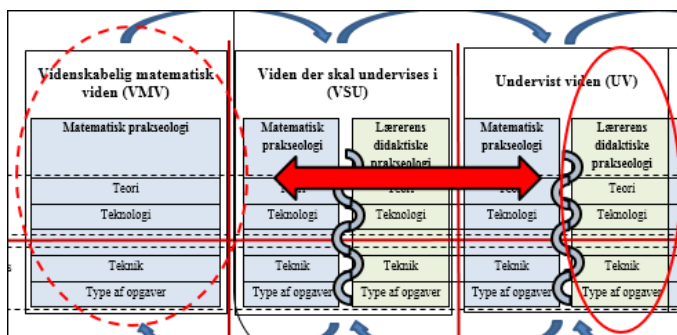 Videnskabelig matematisk
viden (VMV)
Matematisk prakseologi
Teori
Teknologi
Teknik
Type af opgaver
Viden der skal undervises i
(VSU)
Matematisk
prakseologi
Teknologi
Teknik
Type af opgaver
Lærerens
didaktiske
prakseologi
Teori
Teknologi
Teknik
Type af opgaver
Undervist viden (UV)
Matematisk
prakseologi
Teknologi
Teknik
Type af opgaver
Lærerens
didaktiske
prakseologi
Teori
Teknologi
Teknik
Type af opgaver